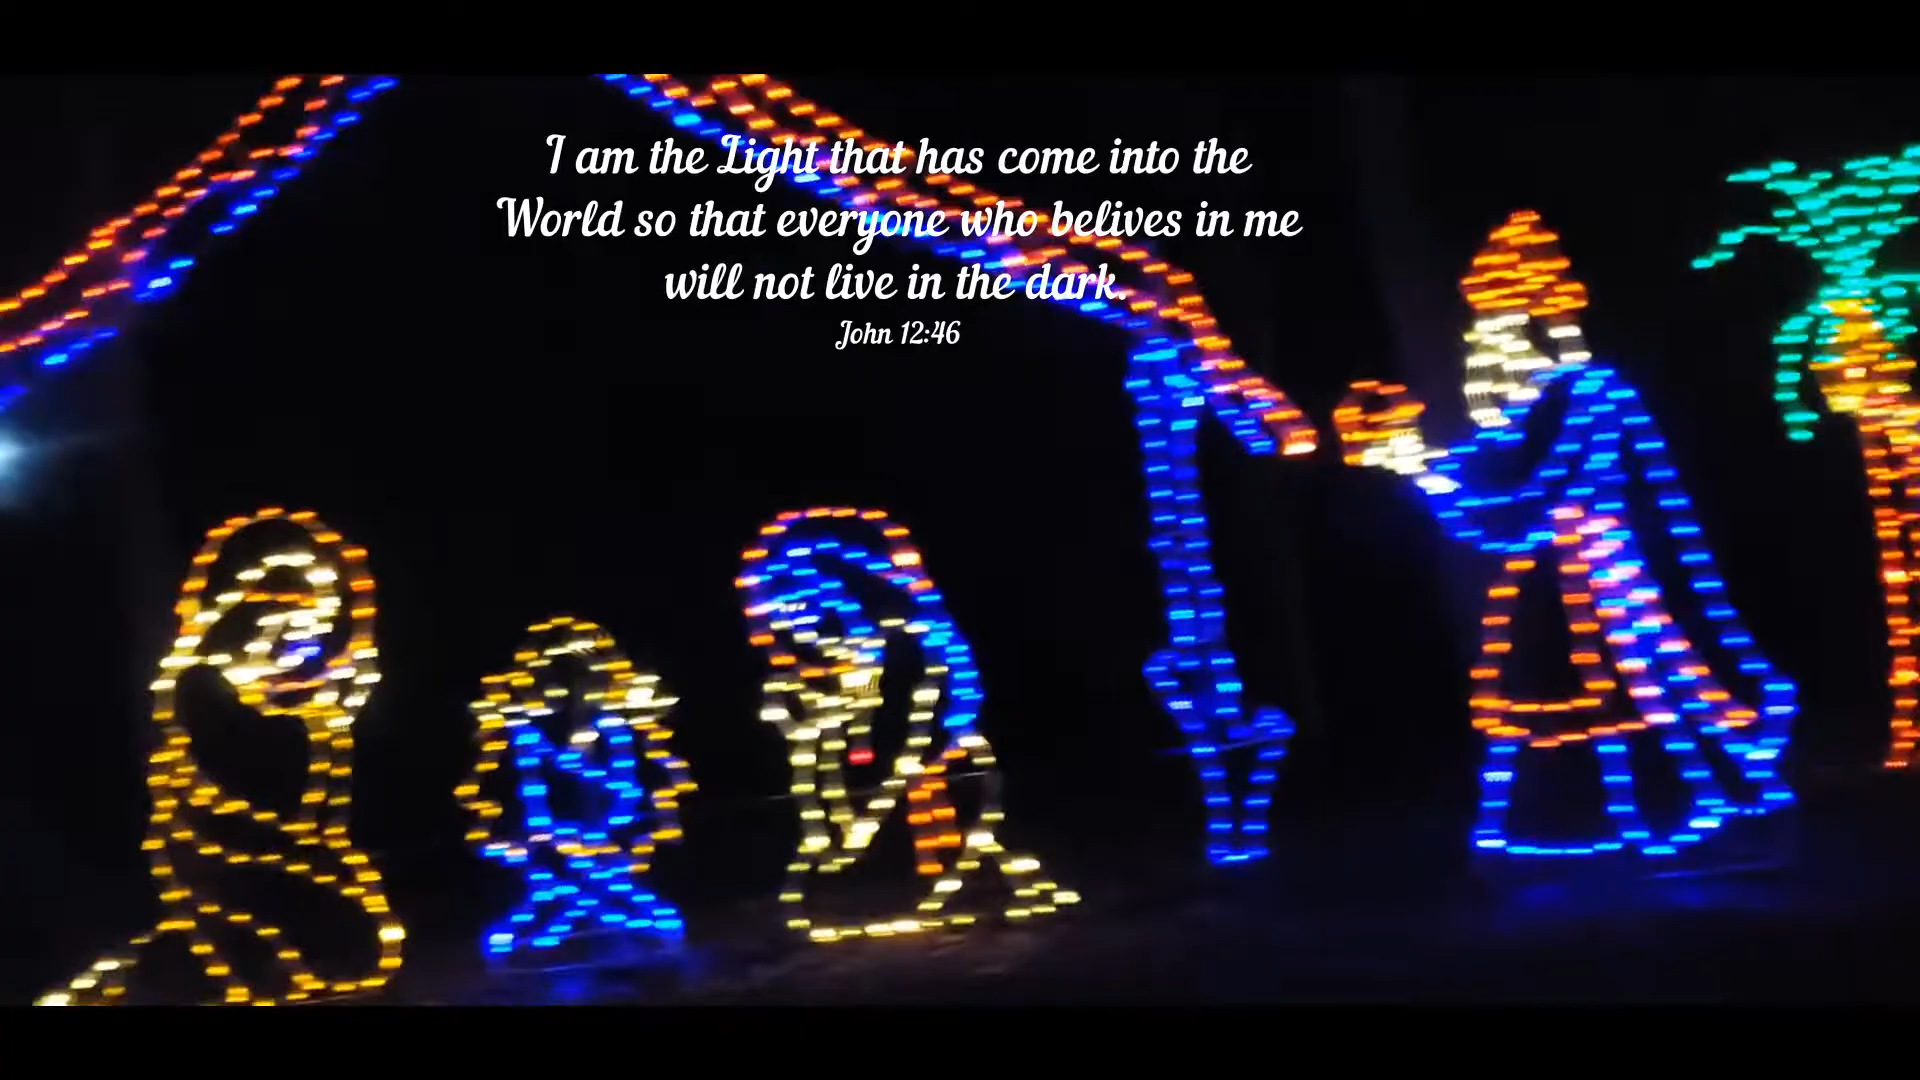 I am the Light that has come into the
World so that everyone who belives in me
will not live in the dark.
John 12:46